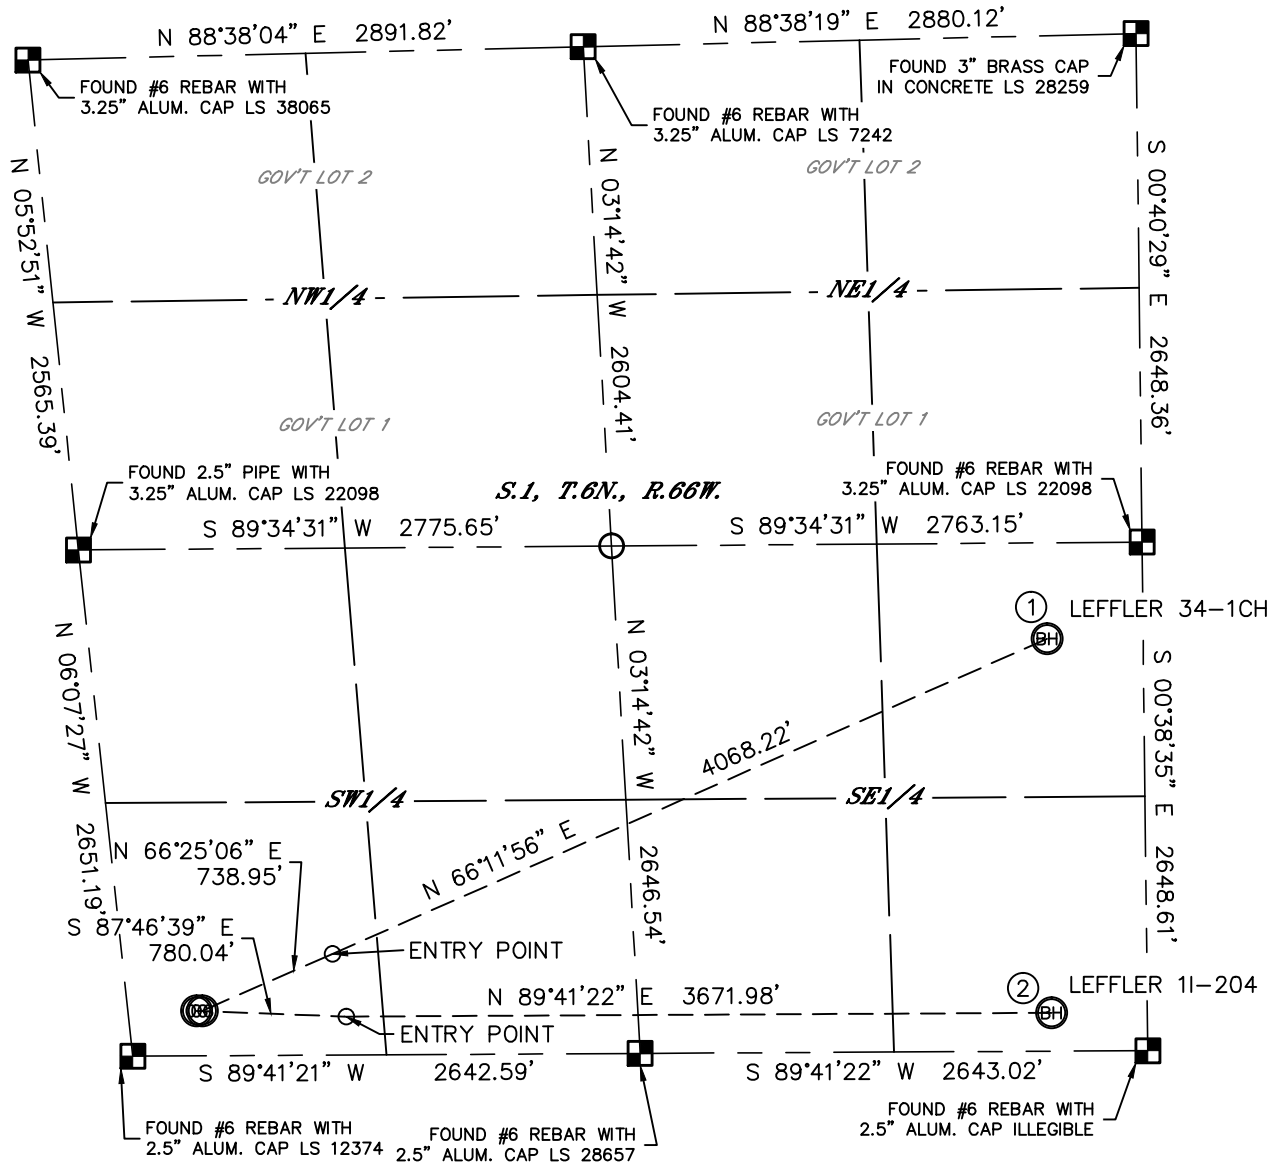 N 88°38'04" E 2891.82'
N 88°38'19" E 2880.12'
FOUND #6 REBAR WITH
3.25" ALUM. CAP LS 38065
FOUND #6 REBAR WITH
3.25" ALUM. CAP LS 7242
FOUND 3" BRASS CAP
IN CONCRETE LS 28259
N 05°52'51" W 2565.39'
GOV'T LOT 2
N 03°14'42" W 2604.41'
GOV'T LOT 2
S 00°40'29" E 2648.36'
NW1/4
NE1/4
GOV'T LOT 1
GOV'T LOT 1
FOUND 2.5" PIPE WITH
3.25" ALUM. CAP LS 22098
S.1, T.6N., R.66W.
FOUND #6 REBAR WITH
3.25" ALUM. CAP LS 22098
S 89°34'31" W 2775.65'
S 89°34'31" W 2763.15'
1
LEFFLER 34-1CH
BH
N 06°07'27" W 2651.19'
N 03°14'42" W 2646.54'
S 00°38'35" E 2648.61'
4068.22'
N 66°11'56" E
SW1/4
SE1/4
N 66°25'06" E
738.95'
S 87°46'39" E
780.04'
ENTRY POINT
N 89°41'22" E 3671.98'
2
LEFFLER 1I-204
BH
ENTRY POINT
S 89°41'21" W 2642.59'
S 89°41'22" W 2643.02'
FOUND #6 REBAR WITH
2.5" ALUM. CAP LS 12374
FOUND #6 REBAR WITH
2.5" ALUM. CAP LS 28657
FOUND #6 REBAR WITH
2.5" ALUM. CAP ILLEGIBLE